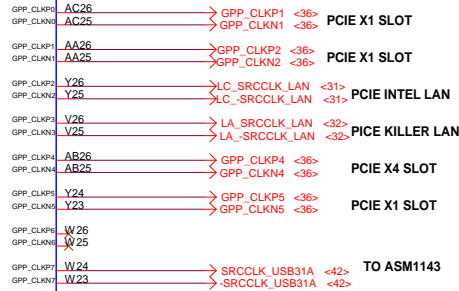 GPP_CLKP0 AC26 GPP_CLKP1 <36>
GPP_CLKN0 AC25 GPP_CLKN1 <36> PCIE X1 SLOT
GPP_CLKP1 AA26 GPP_CLKP2 <36>
GPP_CLKN1 AA25 GPP_CLKN2 <36> PCIE X1 SLOT
GPP_CLKP2 Y26 LC_SRCCLK_LAN <31>
GPP_CLKN2 Y25 LC_-SRCCLK_LAN <31> PCIE INTEL LAN
GPP_CLKP3 V26 LA_SRCCLK_LAN <32>
GPP_CLKN3 V25 LA_-SRCCLK_LAN <32> PICE KILLER LAN
GPP_CLKP4 AB26 GPP_CLKP4 <36>
GPP_CLKN4 AB25 GPP_CLKN4 <36> PCIE X4 SLOT
GPP_CLKP5 Y24 GPP_CLKP5 <36>
GPP_CLKN5 Y23 GPP_CLKN5 <36> PCIE X1 SLOT
GPP_CLKP6 W26
GPP_CLKN6 W25
GPP_CLKP7 W24 SRCCLK_USB31A <42> TO ASM1143
GPP_CLKN7 W23 -SRCCLK_USB31A <42>